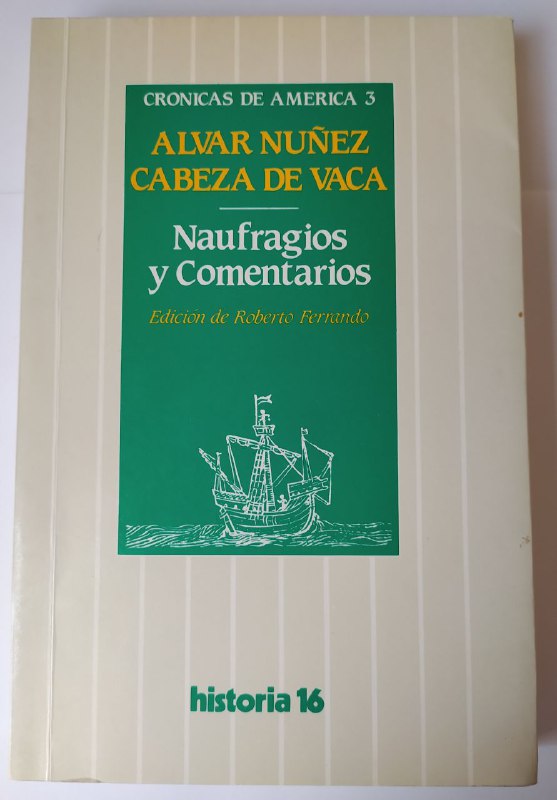 CRONICAS DE AMERICA 3
ALVAR NUÑEZ
CABEZA DE VACA
Naufragios
y Comentarios
Edición de Roberto Ferrando
historia 16